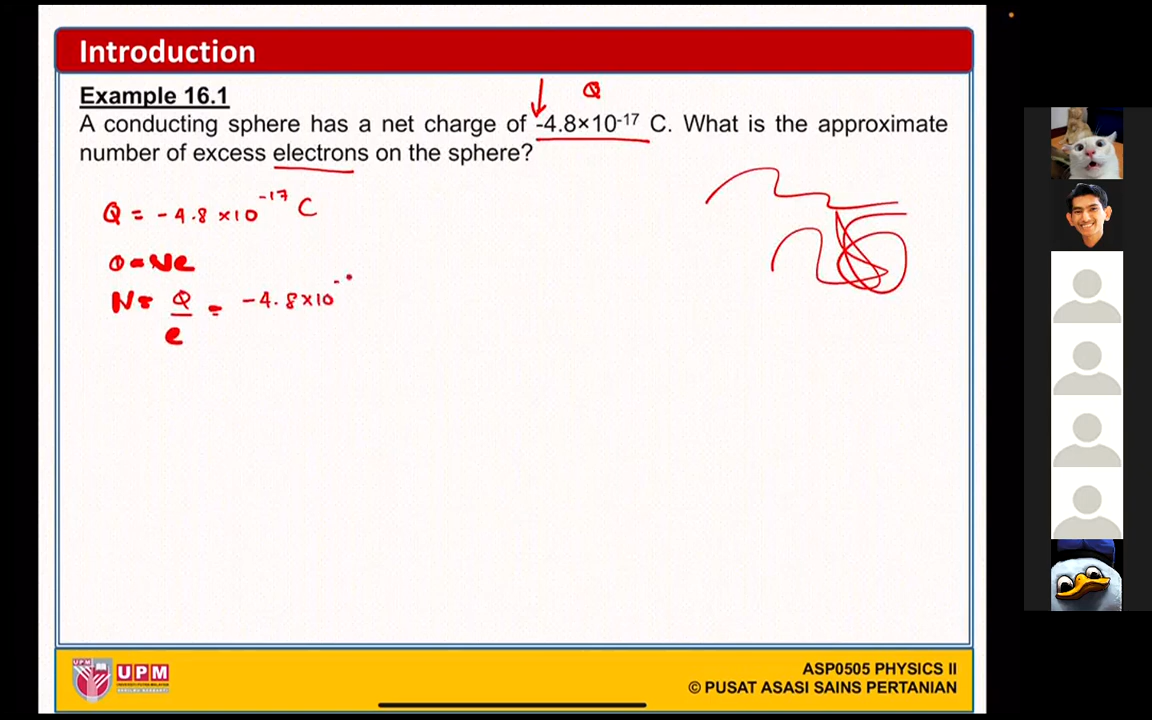 Introduction
Example 16.1
Q
A conducting sphere has a net charge of -4.8×10⁻¹⁷ C. What is the approximate
number of excess electrons on the sphere?
Q = -4.8 ×10⁻¹⁷ C
Q = Ne
N = Q/e = -4.8×10⁻
UPM
UPM
ASP0505 PHYSICS II
© PUSAT ASASI SAINS PERTANIAN